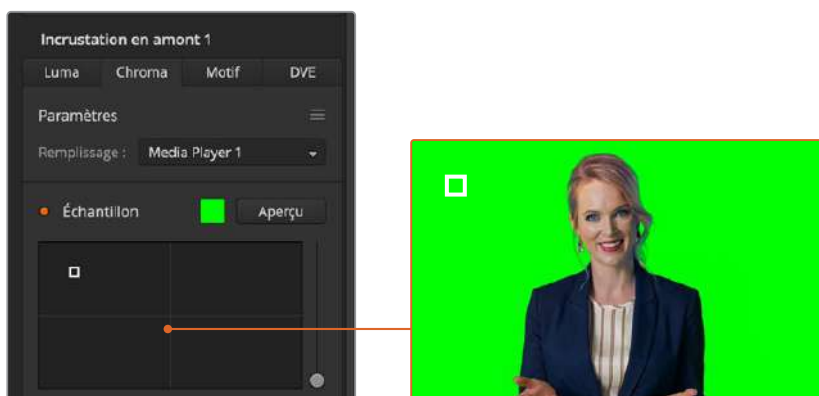 Incrustation en amont 1
Luma Chroma Motif DVE
Paramètres
Remplissage : Media Player 1
Échantillon Aperçu